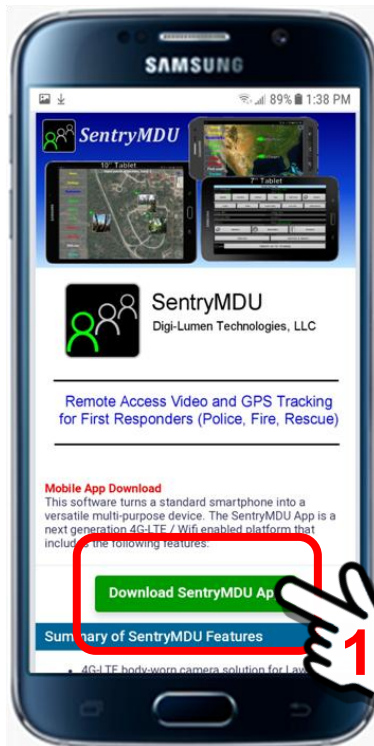 SAMSUNG
89% 1:38 PM
SentryMDU
10" Tablet
7" Tablet
SentryMDU
Digi-Lumen Technologies, LLC
Remote Access Video and GPS Tracking
for First Responders (Police, Fire, Rescue)
Mobile App Download
This software turns a standard smartphone into a
versatile multi-purpose device. The SentryMDU App is a
next generation 4G-LTE / Wifi enabled platform that
includes the following features:
Download SentryMDU Ap
Summary of SentryMDU Features
4G-LTE body-worn camera solution for Law
1